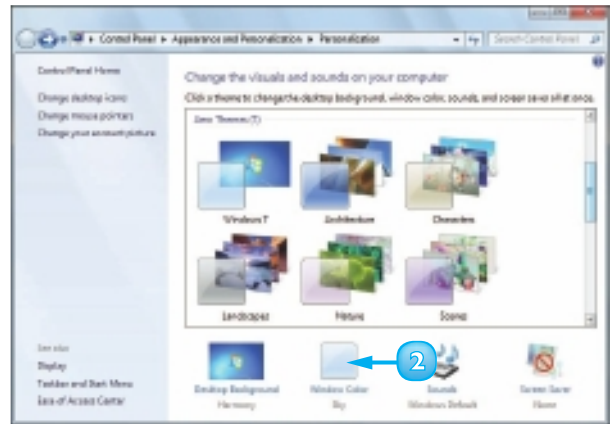 Control Panel ▸ Appearance and Personalization ▸ Personalization
Search Control Panel
Control Panel Home
Change desktop icons
Change mouse pointers
Change your account picture
Change the visuals and sounds on your computer
Click a theme to change the desktop background, window color, sounds, and screen saver all at once.
Aero Themes (7)
Windows 7
Architecture
Characters
Landscapes
Nature
Scenes
2
See also
Display
Taskbar and Start Menu
Ease of Access Center
Desktop Background
Harmony
Window Color
Sky
Sounds
Windows Default
Screen Saver
None